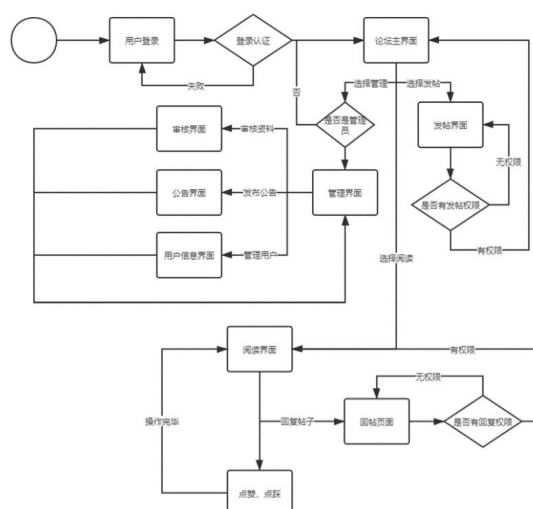 用户登录
登录认证
论坛主界面
失败
否
选择管理
选择发帖
是否是管理
员
发帖界面
无权限
审核界面
审核资料
公告界面
发布公告
管理界面
是否有发帖权限
用户信息界面
管理用户
有权限
选择阅读
阅读界面
有权限
无权限
操作完毕
回复帖子
回帖页面
是否有回复权限
点赞、点踩